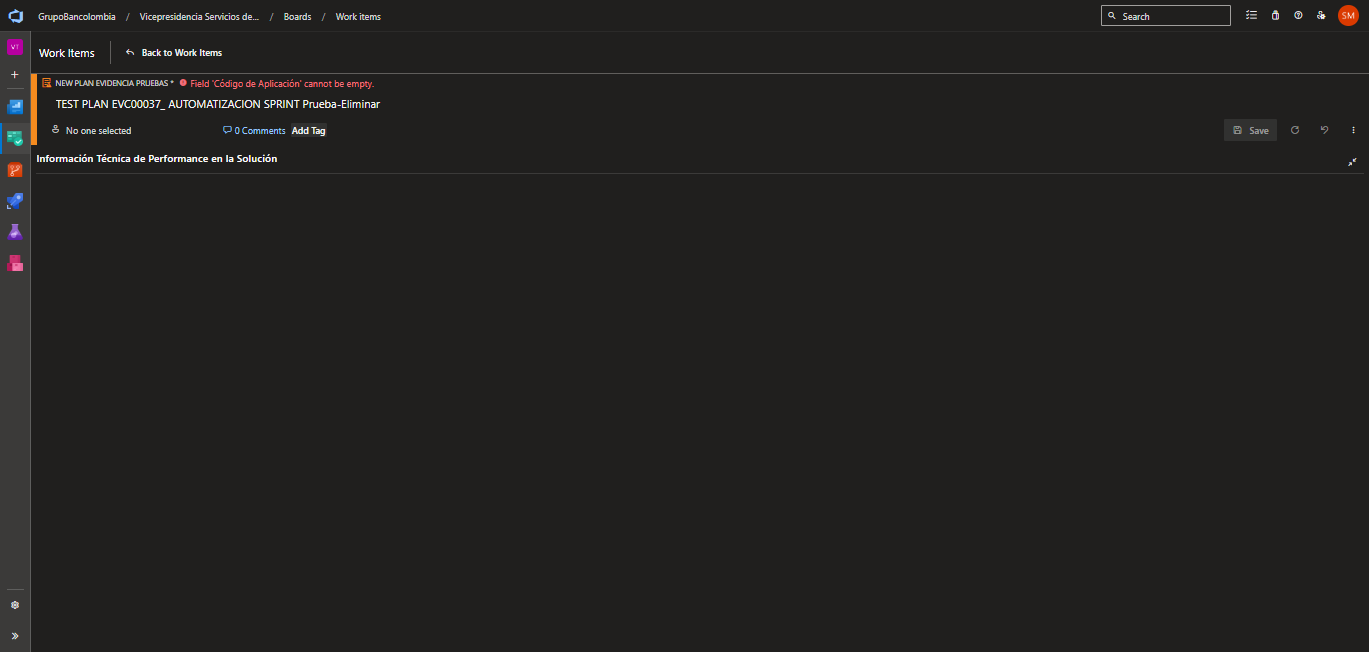 GrupoBancolombia / Vicepresidencia Servicios de... / Boards / Work items
Search
SM
VT
Work Items
Back to Work Items
NEW PLAN EVIDENCIA PRUEBAS * Field 'Código de Aplicación' cannot be empty.
TEST PLAN EVC00037_ AUTOMATIZACION SPRINT Prueba-Eliminar
No one selected
0 Comments
Add Tag
Save
Información Técnica de Performance en la Solución